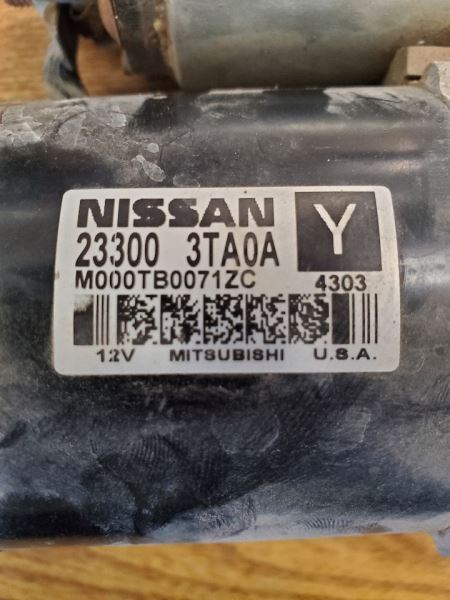 NISSAN
Y
23300 3TA0A
M000TB0071ZC
4303
12V MITSUBISHI U.S.A.